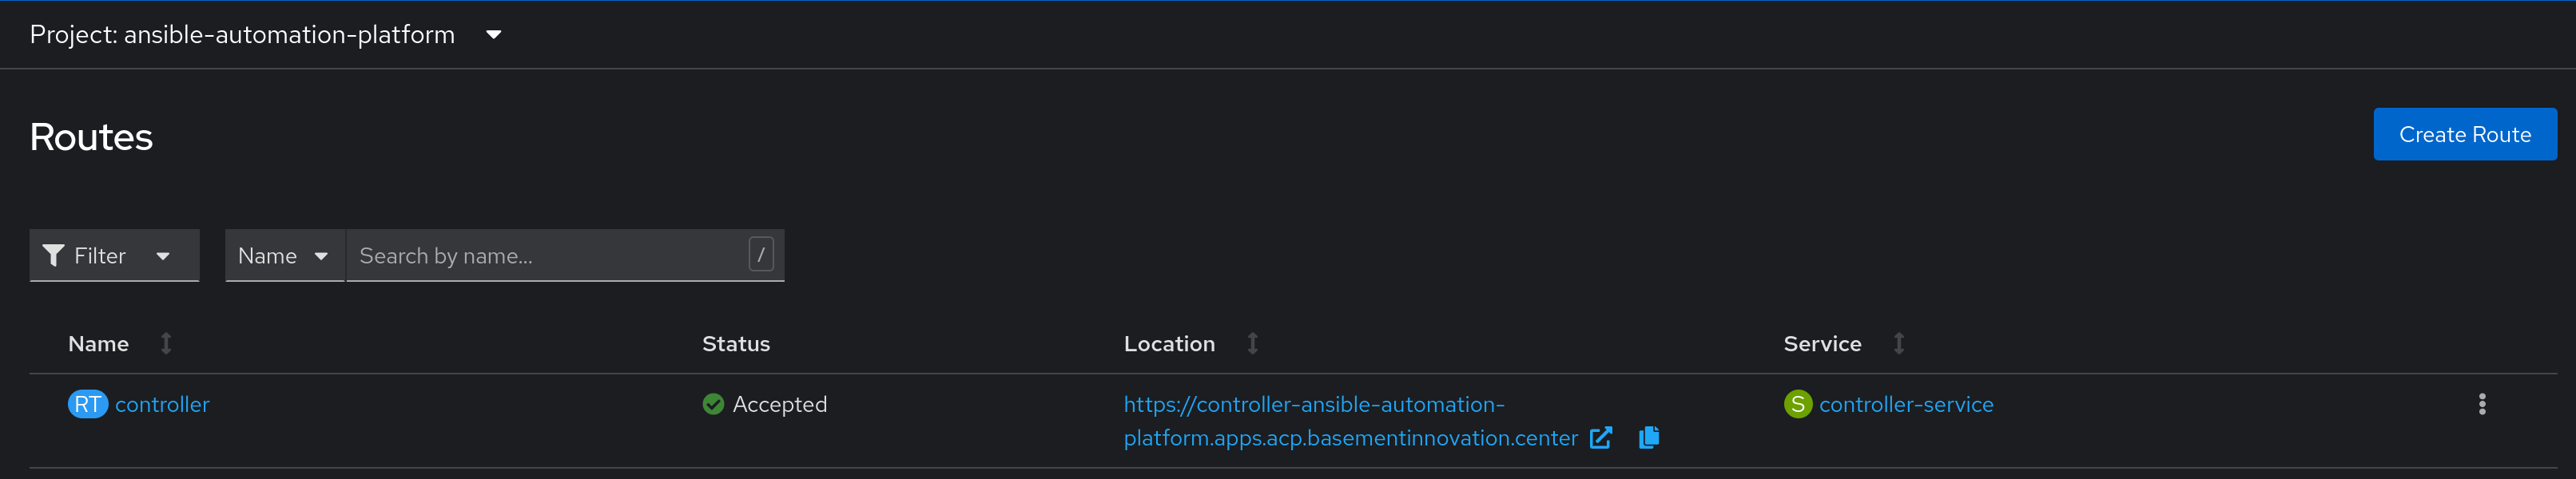 Project: ansible-automation-platform
Routes
Create Route
Filter
Name
Search by name...
/
Name
Status
Location
Service
RT controller
Accepted
https://controller-ansible-automation-
platform.apps.acp.basementinnovation.center
S controller-service